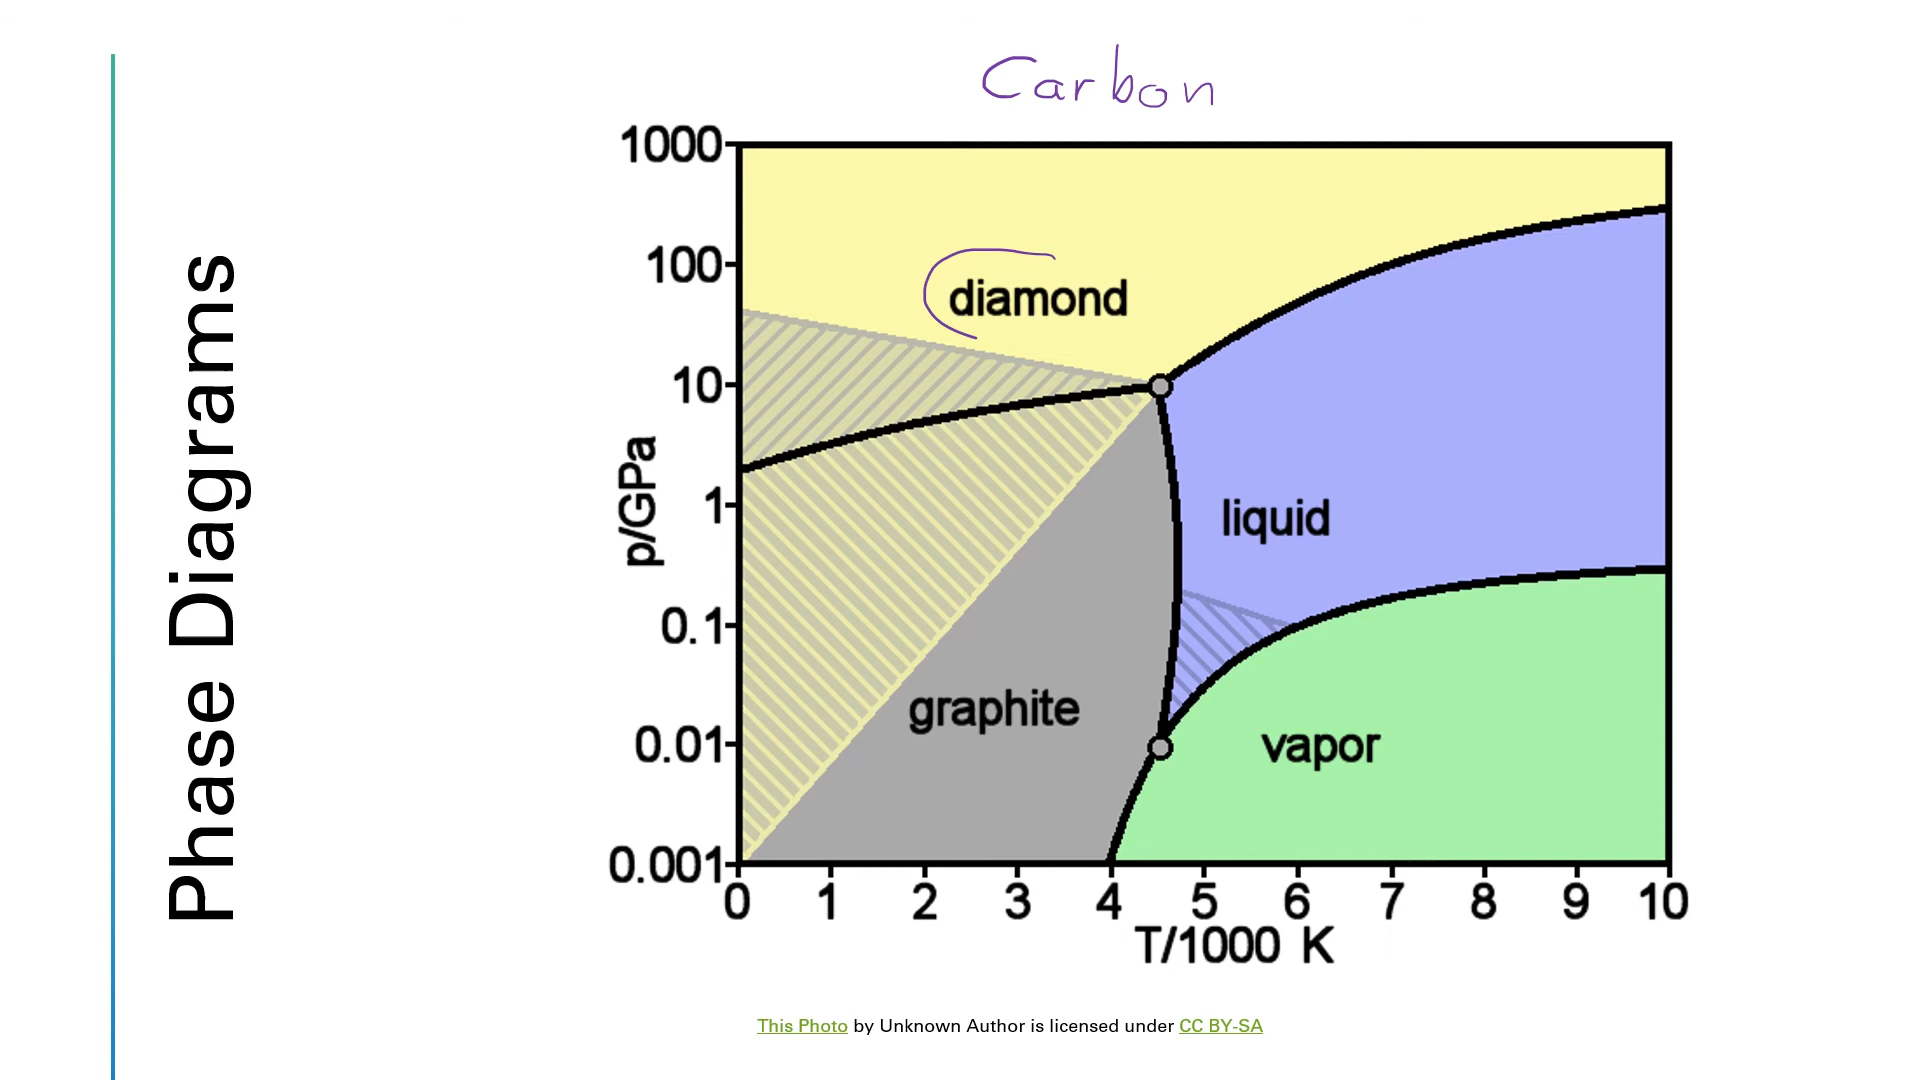 Phase Diagrams
Carbon
1000
100
10
1
0.1
0.01
0.001
p/GPa
diamond
liquid
graphite
vapor
0 1 2 3 4 5 6 7 8 9 10
T/1000 K
This Photo by Unknown Author is licensed under CC BY-SA